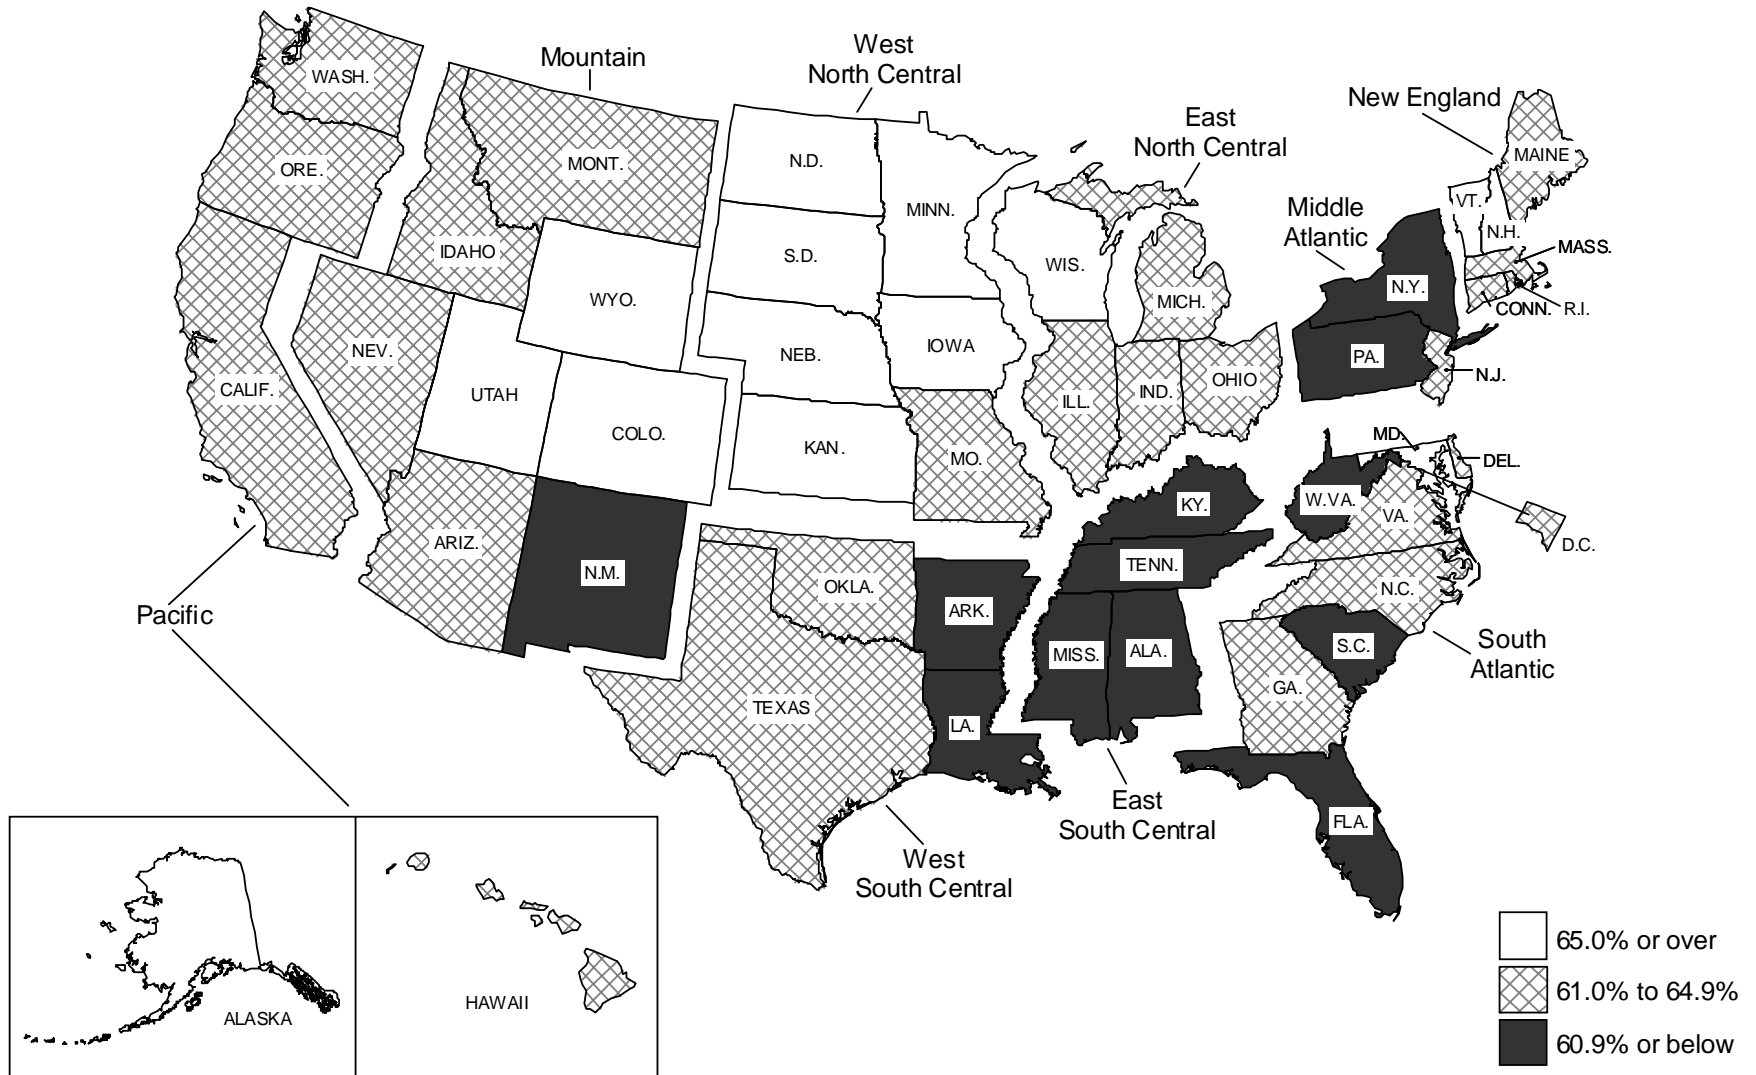 West
North Central
Mountain
New England
East
North Central
WASH.
MONT.
N.D.
MAINE
ORE.
MINN.
VT.
Middle
Atlantic
N.H.
MASS.
IDAHO
S.D.
WIS.
WYO.
MICH.
N.Y.
CONN.
R.I.
NEV.
NEB.
IOWA
PA.
N.J.
CALIF.
UTAH
COLO.
KAN.
ILL.
IND.
OHIO
MO.
MD.
DEL.
KY.
W.VA.
VA.
D.C.
ARIZ.
N.M.
OKLA.
TENN.
N.C.
Pacific
ARK.
MISS.
ALA.
S.C.
South
Atlantic
TEXAS
LA.
GA.
East
South Central
FLA.
West
South Central
ALASKA
HAWAII
65.0% or over
61.0% to 64.9%
60.9% or below